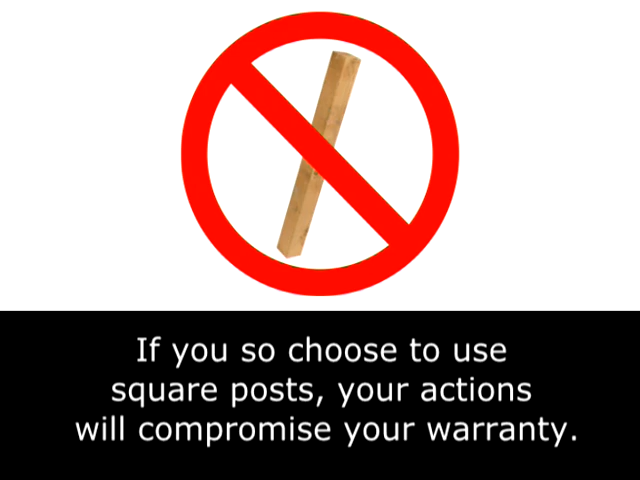 If you so choose to use
square posts, your actions
will compromise your warranty.